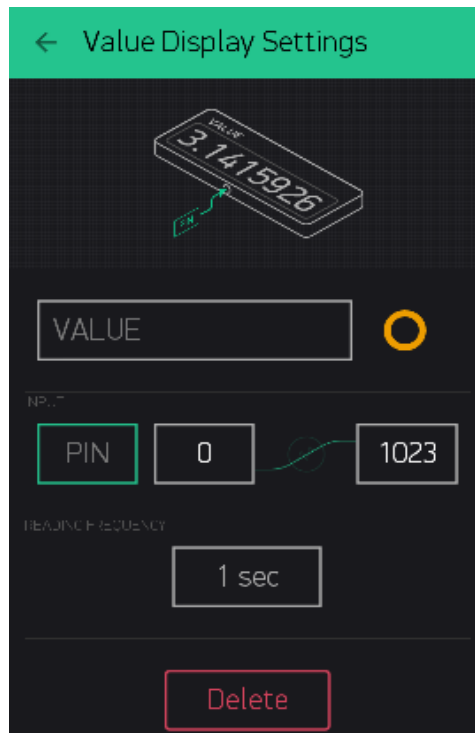 ← Value Display Settings
VALUE
3.1415926
PIN
VALUE
INPUT
PIN 0 1023
READING FREQUENCY
1 sec
Delete